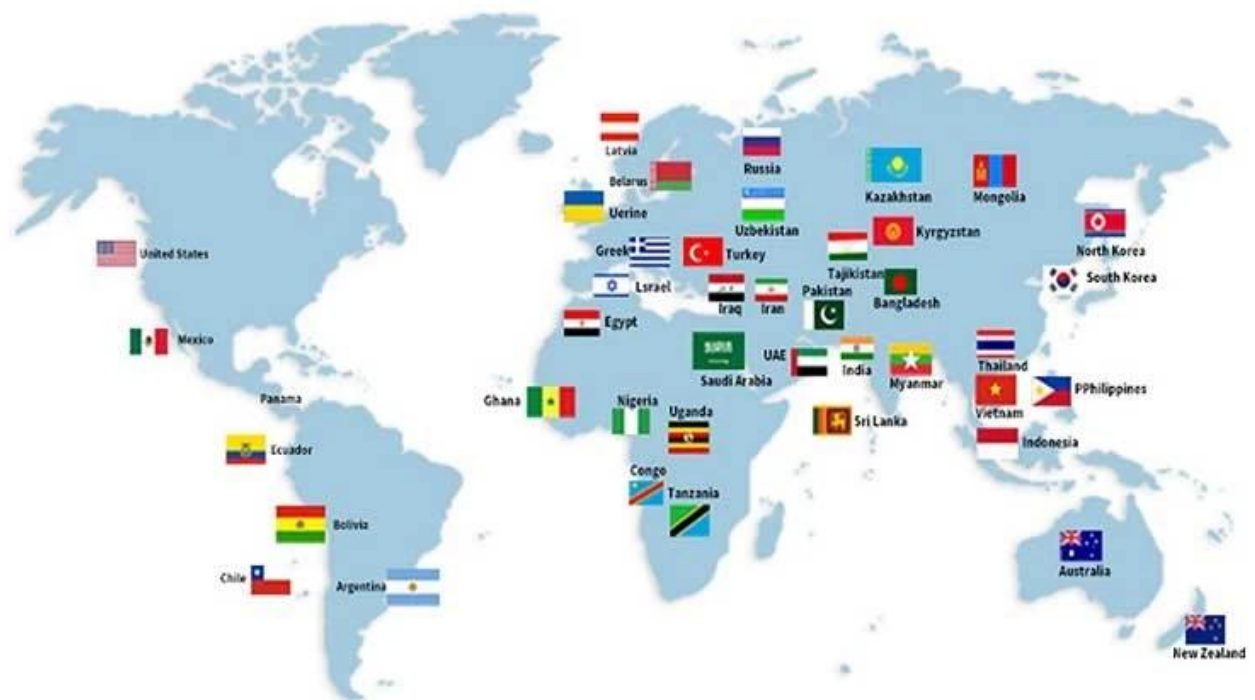 Latvia
Russia
Belarus
Kazakhstan
Mongolia
Uerine
Uzbekistan
Kyrgyzstan
North Korea
United States
Greek
Turkey
Tajikistan
South Korea
Lsrael
Iraq
Iran
Pakistan
Bangladesh
Egypt
Mexico
Saudi Arabia
UAE
India
Myanmar
Thailand
Panama
Ghana
Nigeria
Uganda
Sri Lanka
Vietnam
PPhilippines
Ecuador
Indonesia
Congo
Tanzania
Bolivia
Chile
Argentina
Australia
New Zealand